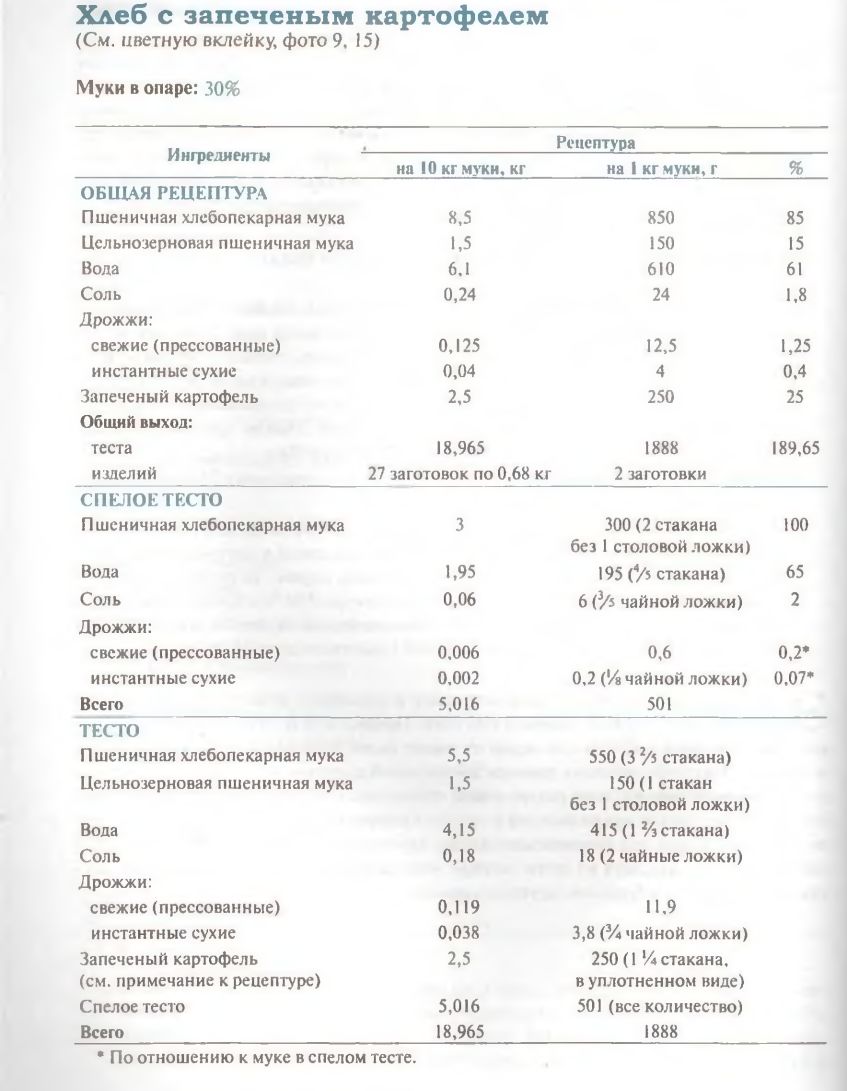 Хлеб с запеченым картофелем
(См. цветную вклейку, фото 9, 15)
Муки в опаре: 30%
Ингредиенты Рецептура
на 10 кг муки, кг на 1 кг муки, г %
ОБЩАЯ РЕЦЕПТУРА
Пшеничная хлебопекарная мука 8,5 850 85
Цельнозерновая пшеничная мука 1,5 150 15
Вода 6,1 610 61
Соль 0,24 24 1,8
Дрожжи:
свежие (прессованные) 0,125 12,5 1,25
инстантные сухие 0,04 4 0,4
Запеченый картофель 2,5 250 25
Общий выход:
теста 18,965 1888 189,65
изделий 27 заготовок по 0,68 кг 2 заготовки
СПЕЛОЕ ТЕСТО
Пшеничная хлебопекарная мука 3 300 (2 стакана 100
без 1 столовой ложки)
Вода 1,95 195 (4/5 стакана) 65
Соль 0,06 6 (3/5 чайной ложки) 2
Дрожжи:
свежие (прессованные) 0,006 0,6 0,2*
инстантные сухие 0,002 0,2 (1/8 чайной ложки) 0,07*
Всего 5,016 501
ТЕСТО
Пшеничная хлебопекарная мука 5,5 550 (3 2/5 стакана)
Цельнозерновая пшеничная мука 1,5 150 (1 стакан
без 1 столовой ложки)
Вода 4,15 415 (1 2/3 стакана)
Соль 0,18 18 (2 чайные ложки)
Дрожжи:
свежие (прессованные) 0,119 11,9
инстантные сухие 0,038 3,8 (3/4 чайной ложки)
Запеченый картофель 2,5 250 (1 1/4 стакана,
(см. примечание к рецептуре) в уплотненном виде)
Спелое тесто 5,016 501 (все количество)
Всего 18,965 1888
* По отношению к муке в спелом тесте.